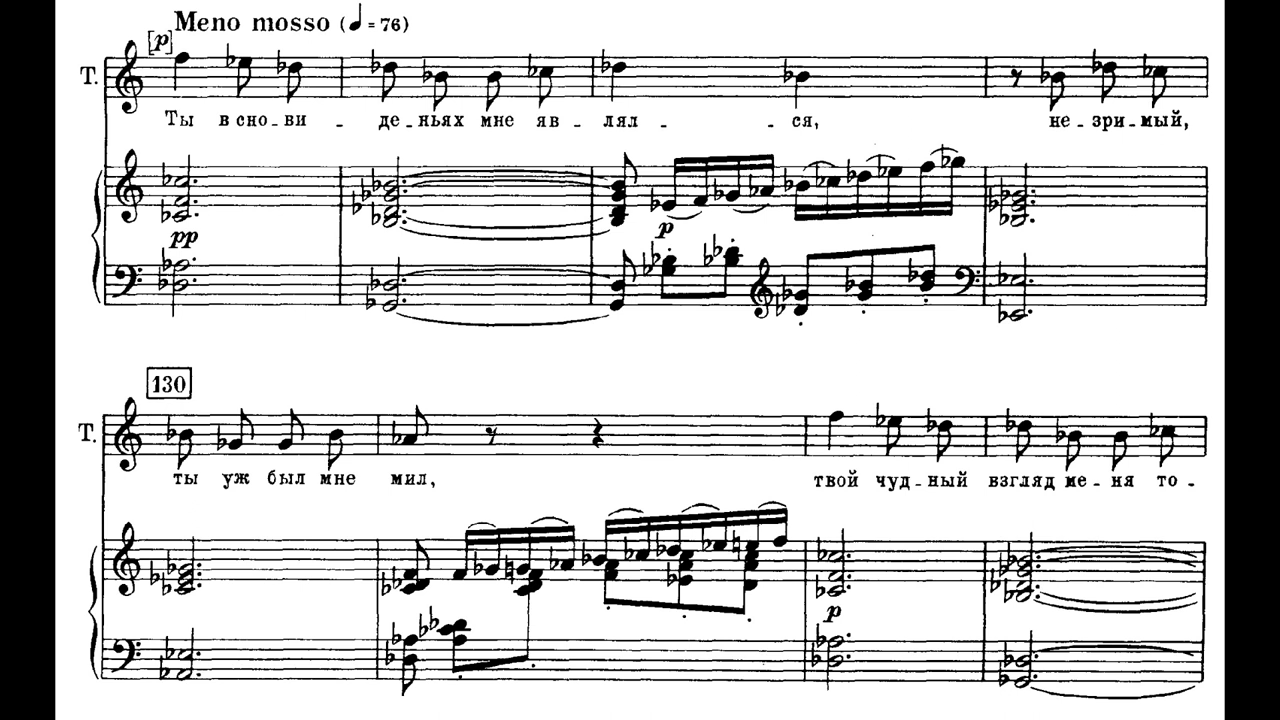 Meno mosso (♩=76)
[p]
T.
Ты в сно-ви - де-ньях мне яв-лял - -ся, не-зри-мый,
pp
p
130
T.
ты уж был мне мил, твой чуд-ный взгляд ме-ня то-
p